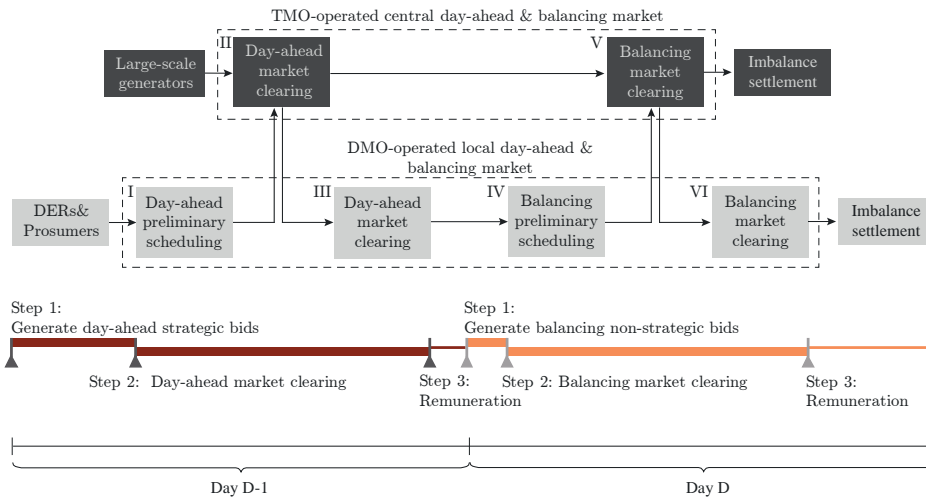 TMO-operated central day-ahead & balancing market
II
Day-ahead
market
clearing
V
Balancing
market
clearing
Large-scale
generators
Imbalance
settlement
DMO-operated local day-ahead &
balancing market
I
Day-ahead
preliminary
scheduling
III
Day-ahead
market
clearing
IV
Balancing
preliminary
scheduling
VI
Balancing
market
clearing
DERs&
Prosumers
Imbalance
settlement
Step 1:
Generate day-ahead strategic bids
Step 1:
Generate balancing non-strategic bids
Step 2: Day-ahead market clearing
Step 3:
Remuneration
Step 2: Balancing market clearing
Step 3:
Remuneration
Day D-1
Day D